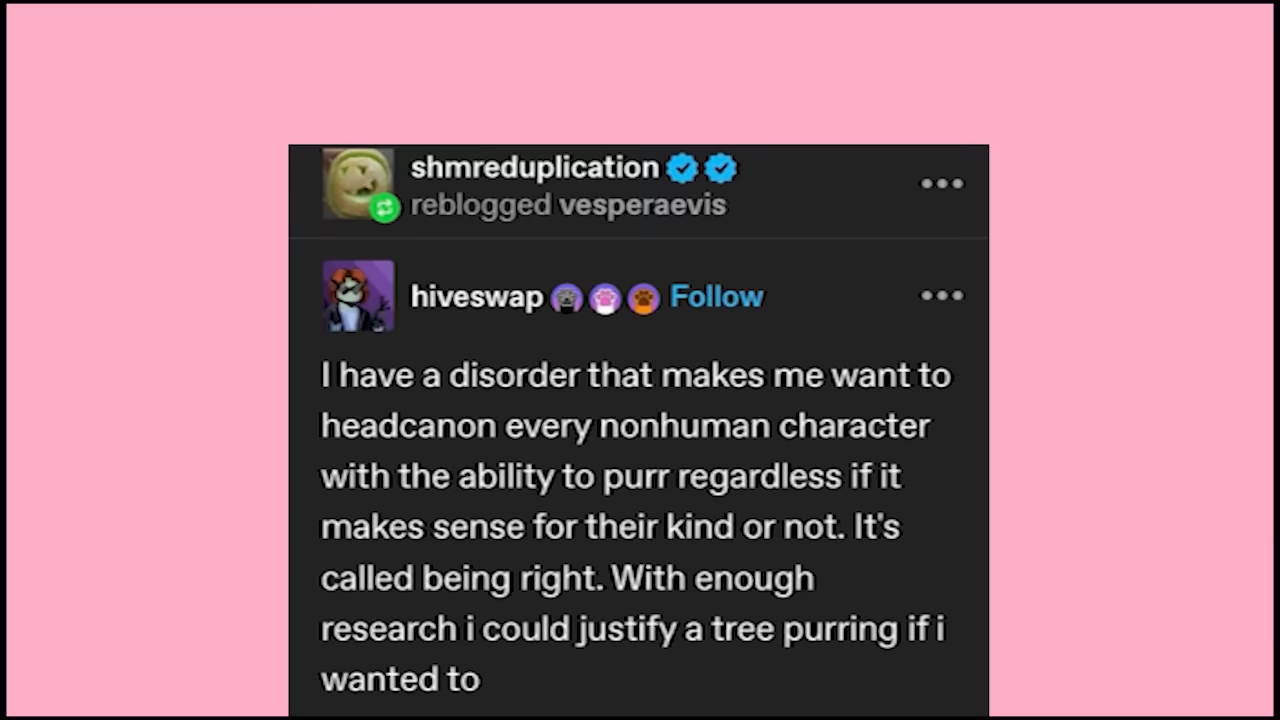 shmreduplication
reblogged vesperaevis
hiveswap Follow
I have a disorder that makes me want to
headcanon every nonhuman character
with the ability to purr regardless if it
makes sense for their kind or not. It's
called being right. With enough
research i could justify a tree purring if i
wanted to